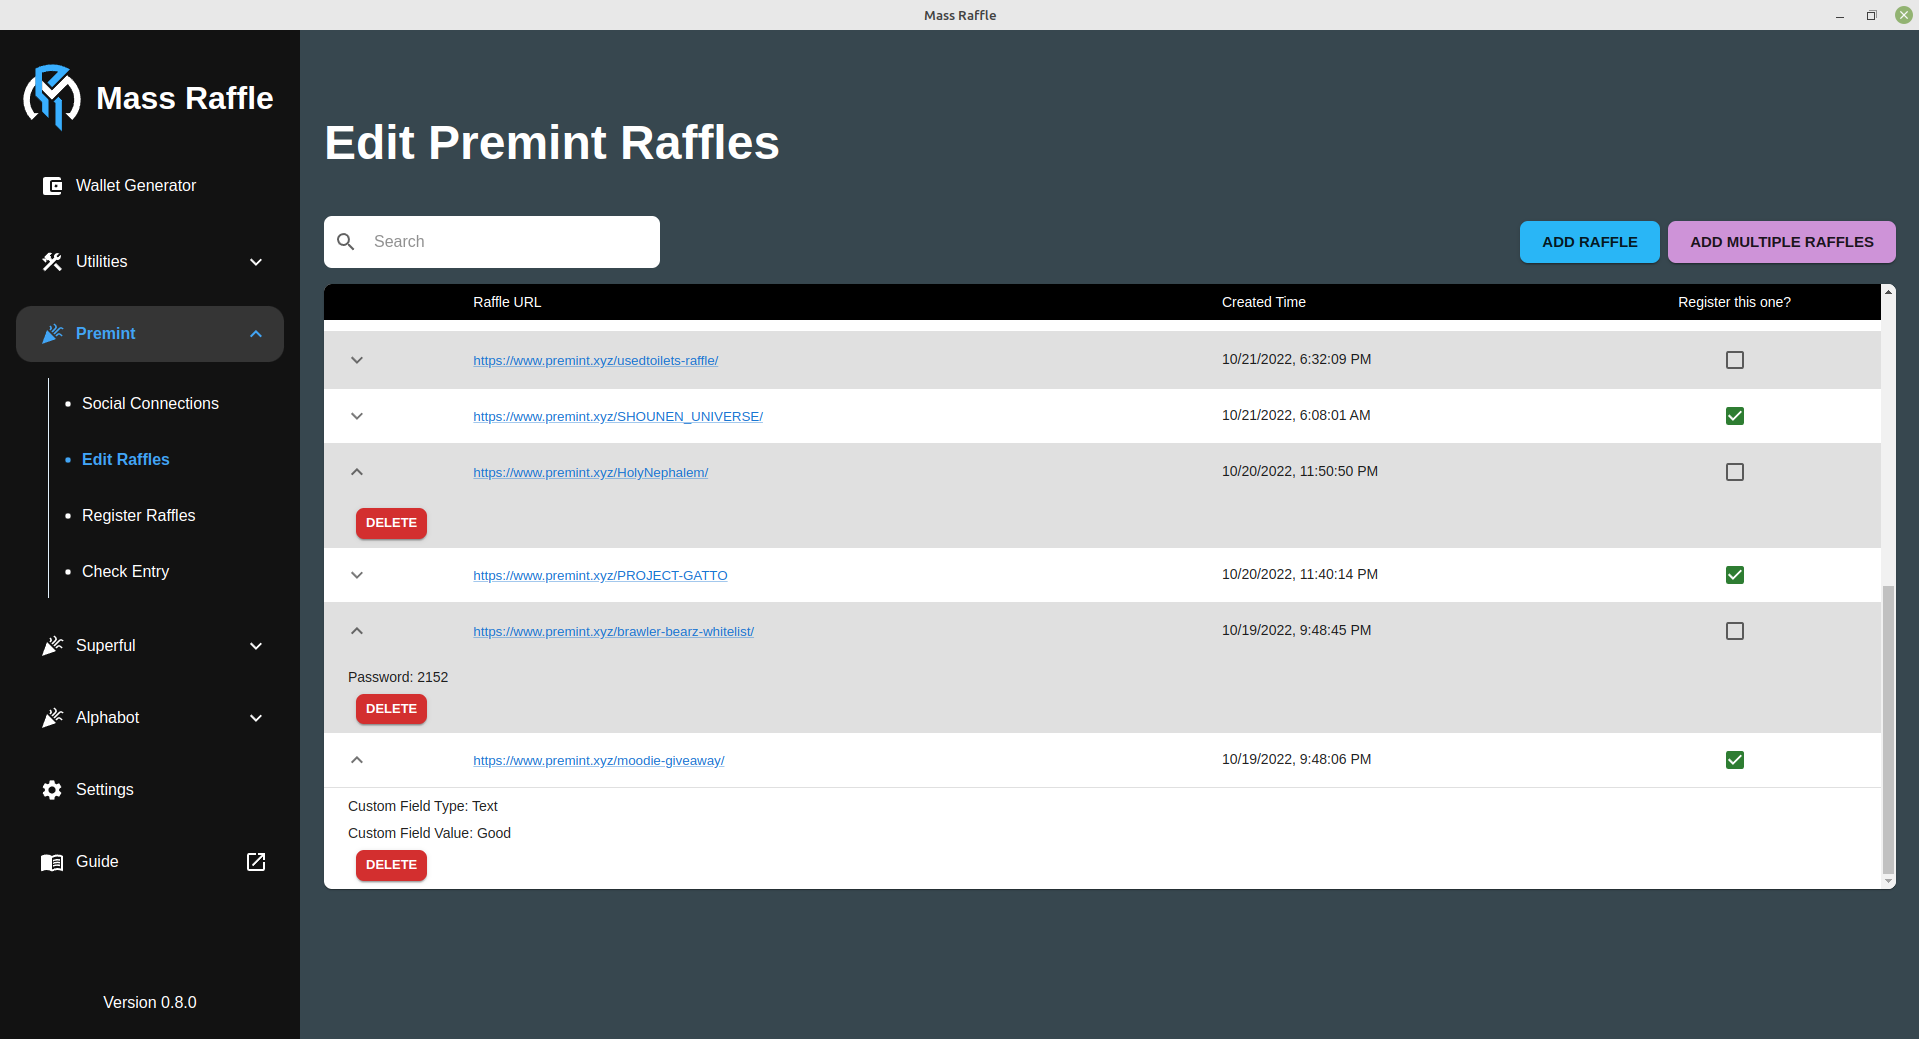 Mass Raffle
Mass Raffle
Wallet Generator
Utilities
Premint
Social Connections
Edit Raffles
Register Raffles
Check Entry
Superful
Alphabot
Settings
Guide
Version 0.8.0
Edit Premint Raffles
Search
ADD RAFFLE ADD MULTIPLE RAFFLES
Raffle URL Created Time Register this one?
https://www.premint.xyz/usedtoilets-raffle/ 10/21/2022, 6:32:09 PM
https://www.premint.xyz/SHOUNEN_UNIVERSE/ 10/21/2022, 6:08:01 AM
https://www.premint.xyz/HolyNephalem/ 10/20/2022, 11:50:50 PM
DELETE
https://www.premint.xyz/PROJECT-GATTO 10/20/2022, 11:40:14 PM
https://www.premint.xyz/brawler-bearz-whitelist/ 10/19/2022, 9:48:45 PM
Password: 2152
DELETE
https://www.premint.xyz/moodie-giveaway/ 10/19/2022, 9:48:06 PM
Custom Field Type: Text
Custom Field Value: Good
DELETE